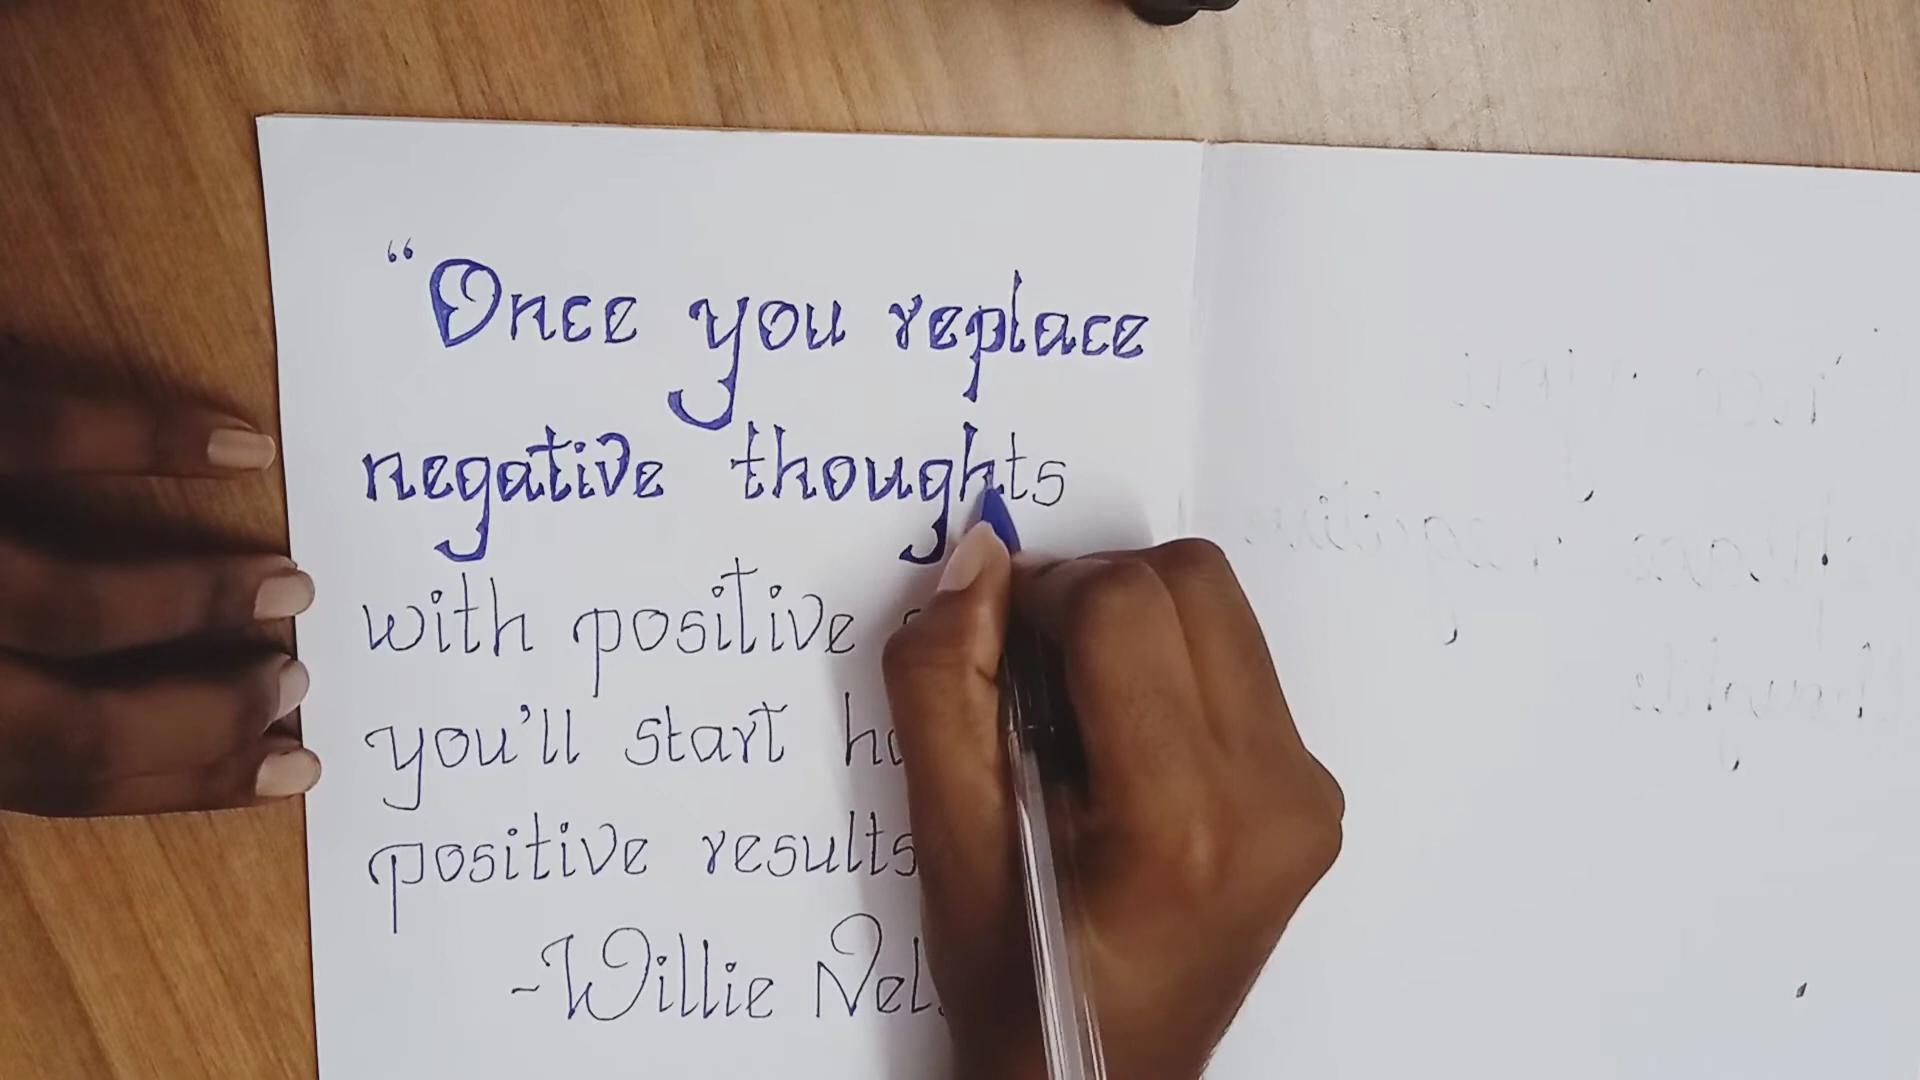 “Once you replace
negative thoughts
with positive
you'll start
positive results
-Willie